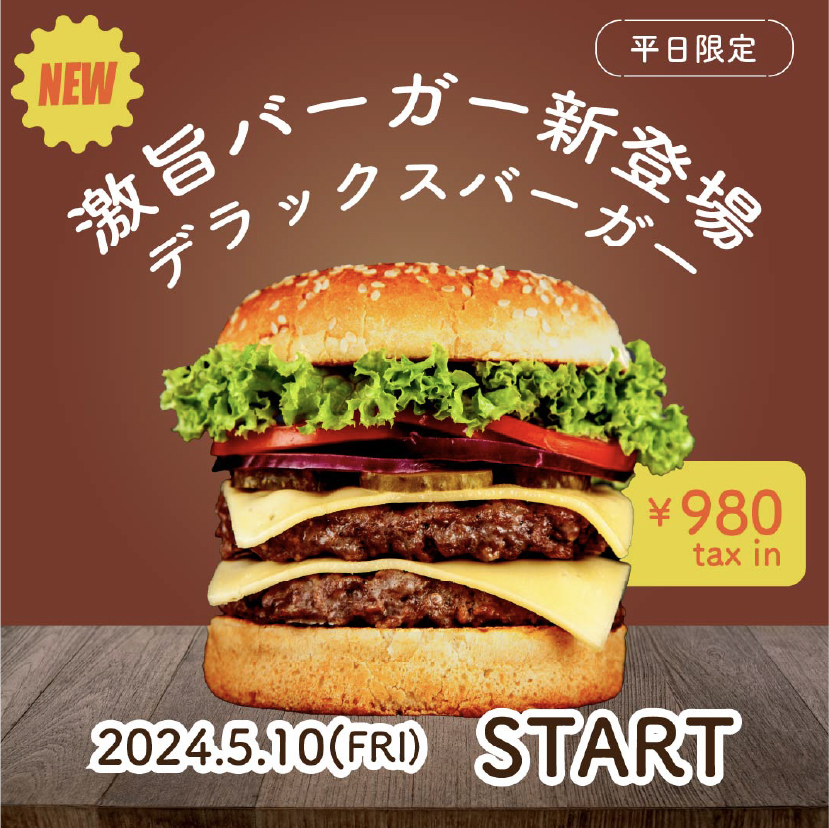 NEW
平日限定
激旨バーガー新登場
デラックスバーガー
¥980
tax in
2024.5.10(FRI)
START